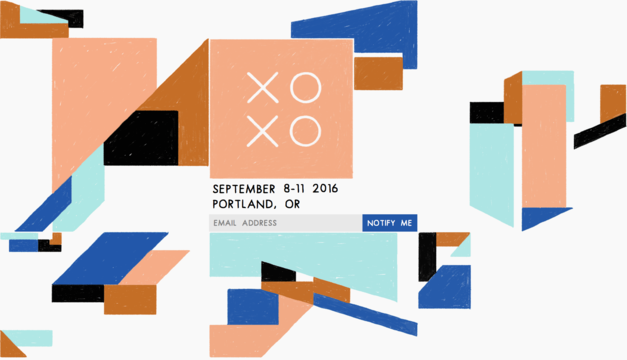 XO
XO
SEPTEMBER 8-11 2016
PORTLAND, OR
EMAIL ADDRESS NOTIFY ME